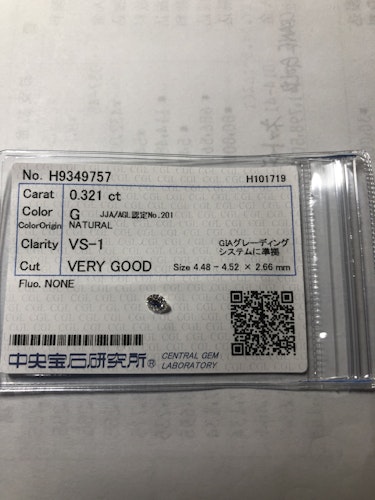 No. H9349757 H101719
Carat 0.321 ct
Color G JJA/AGL認定No.201
ColorOrigin NATURAL
Clarity VS-1 GIAグレーディング
システムに準拠
Cut VERY GOOD Size 4.48 - 4.52 × 2.66 mm
Fluo. NONE
中央宝石研究所® CENTRAL GEM
LABORATORY